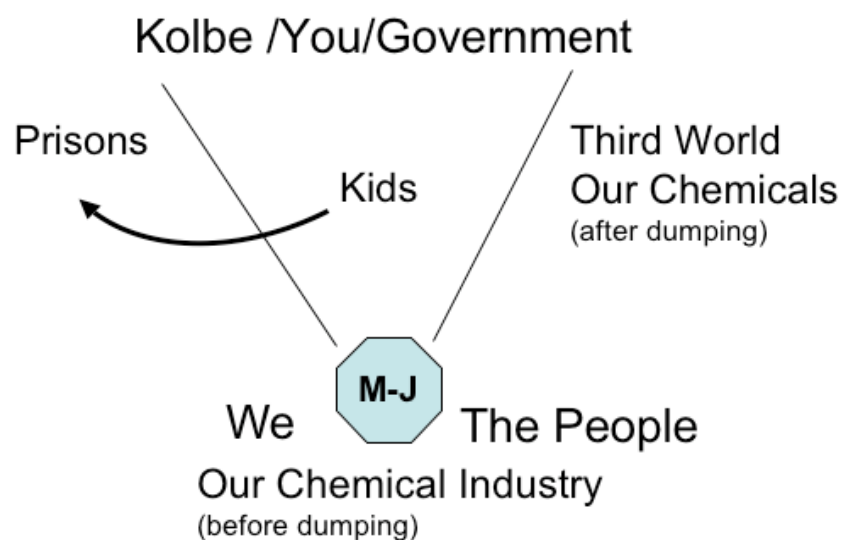 Kolbe /You/Government
Prisons
Kids
Third World
Our Chemicals
(after dumping)
M-J
We
The People
Our Chemical Industry
(before dumping)